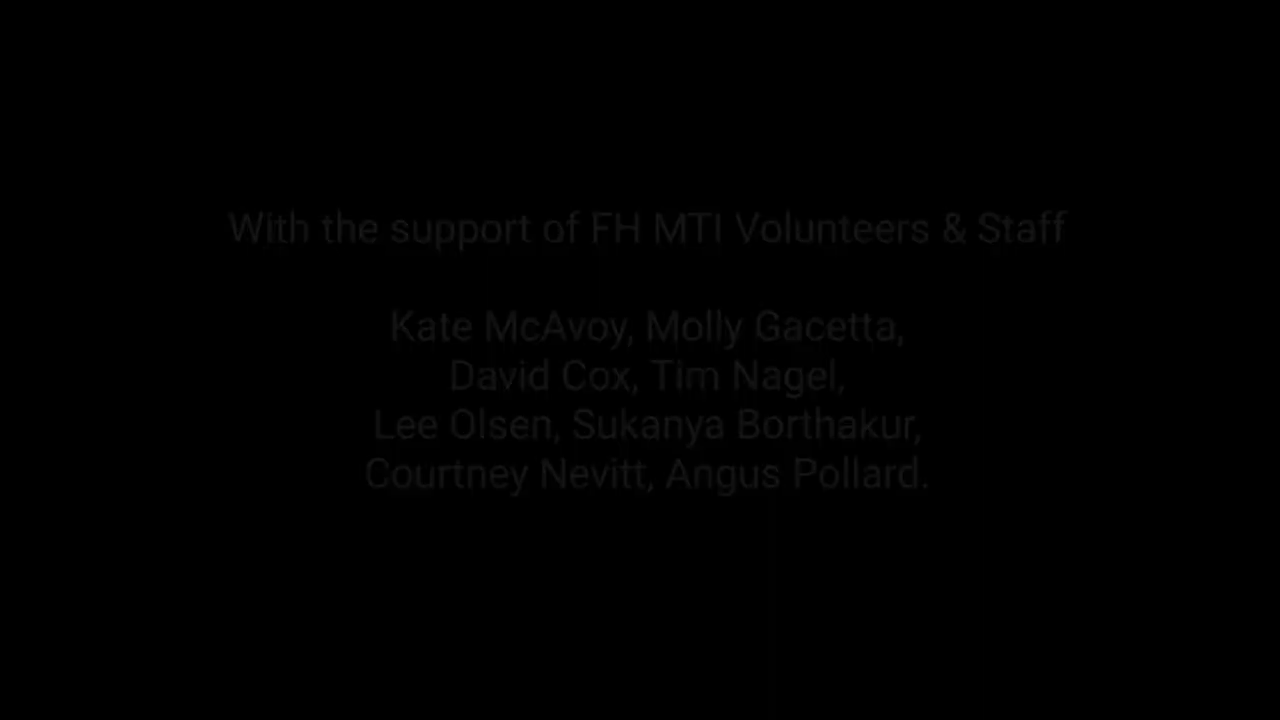 With the support of FH MTI Volunteers & Staff
Kate McAvoy, Molly Gacetta,
David Cox, Tim Nagel,
Lee Olsen, Sukanya Borthakur,
Courtney Nevitt, Angus Pollard.